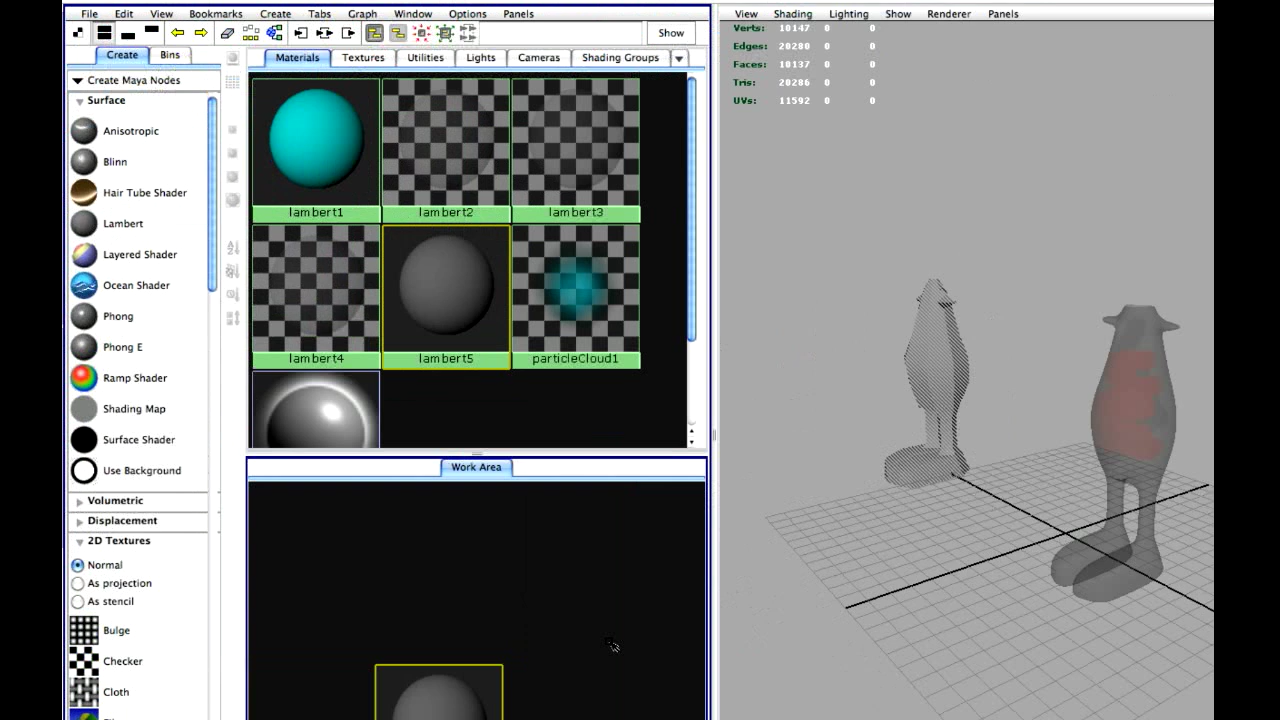 File Edit View Bookmarks Create Tabs Graph Window Options Panels
Show
Create Bins
Create Maya Nodes
Surface
Anisotropic
Blinn
Hair Tube Shader
Lambert
Layered Shader
Ocean Shader
Phong
Phong E
Ramp Shader
Shading Map
Surface Shader
Use Background
Volumetric
Displacement
2D Textures
Normal
As projection
As stencil
Bulge
Checker
Cloth
Materials Textures Utilities Lights Cameras Shading Groups
lambert1 lambert2 lambert3
lambert4 lambert5 particleCloud1
Work Area
View Shading Lighting Show Renderer Panels
Verts: 10147 0 0
Edges: 20280 0 0
Faces: 10137 0 0
Tris: 20286 0 0
UVs: 11592 0 0